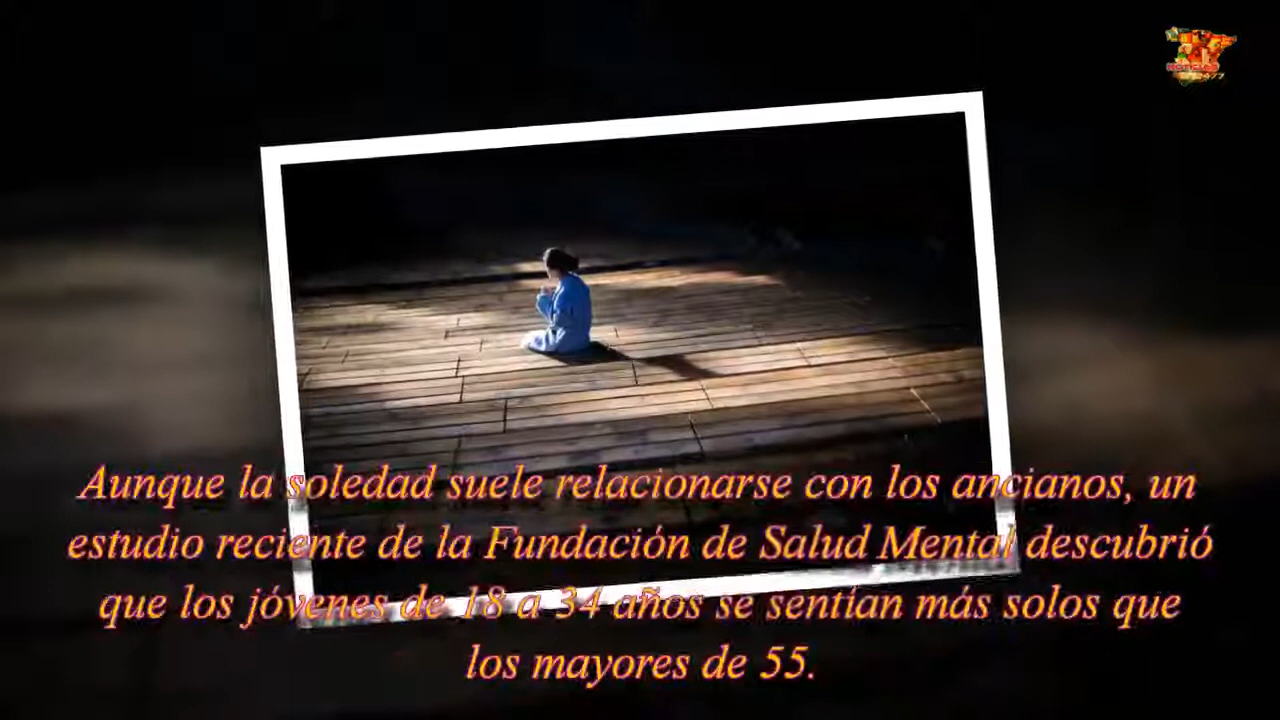 NOTICIAS
Aunque la soledad suele relacionarse con los ancianos, un
estudio reciente de la Fundación de Salud Mental descubrió
que los jóvenes de 18 a 34 años se sentían más solos que
los mayores de 55.